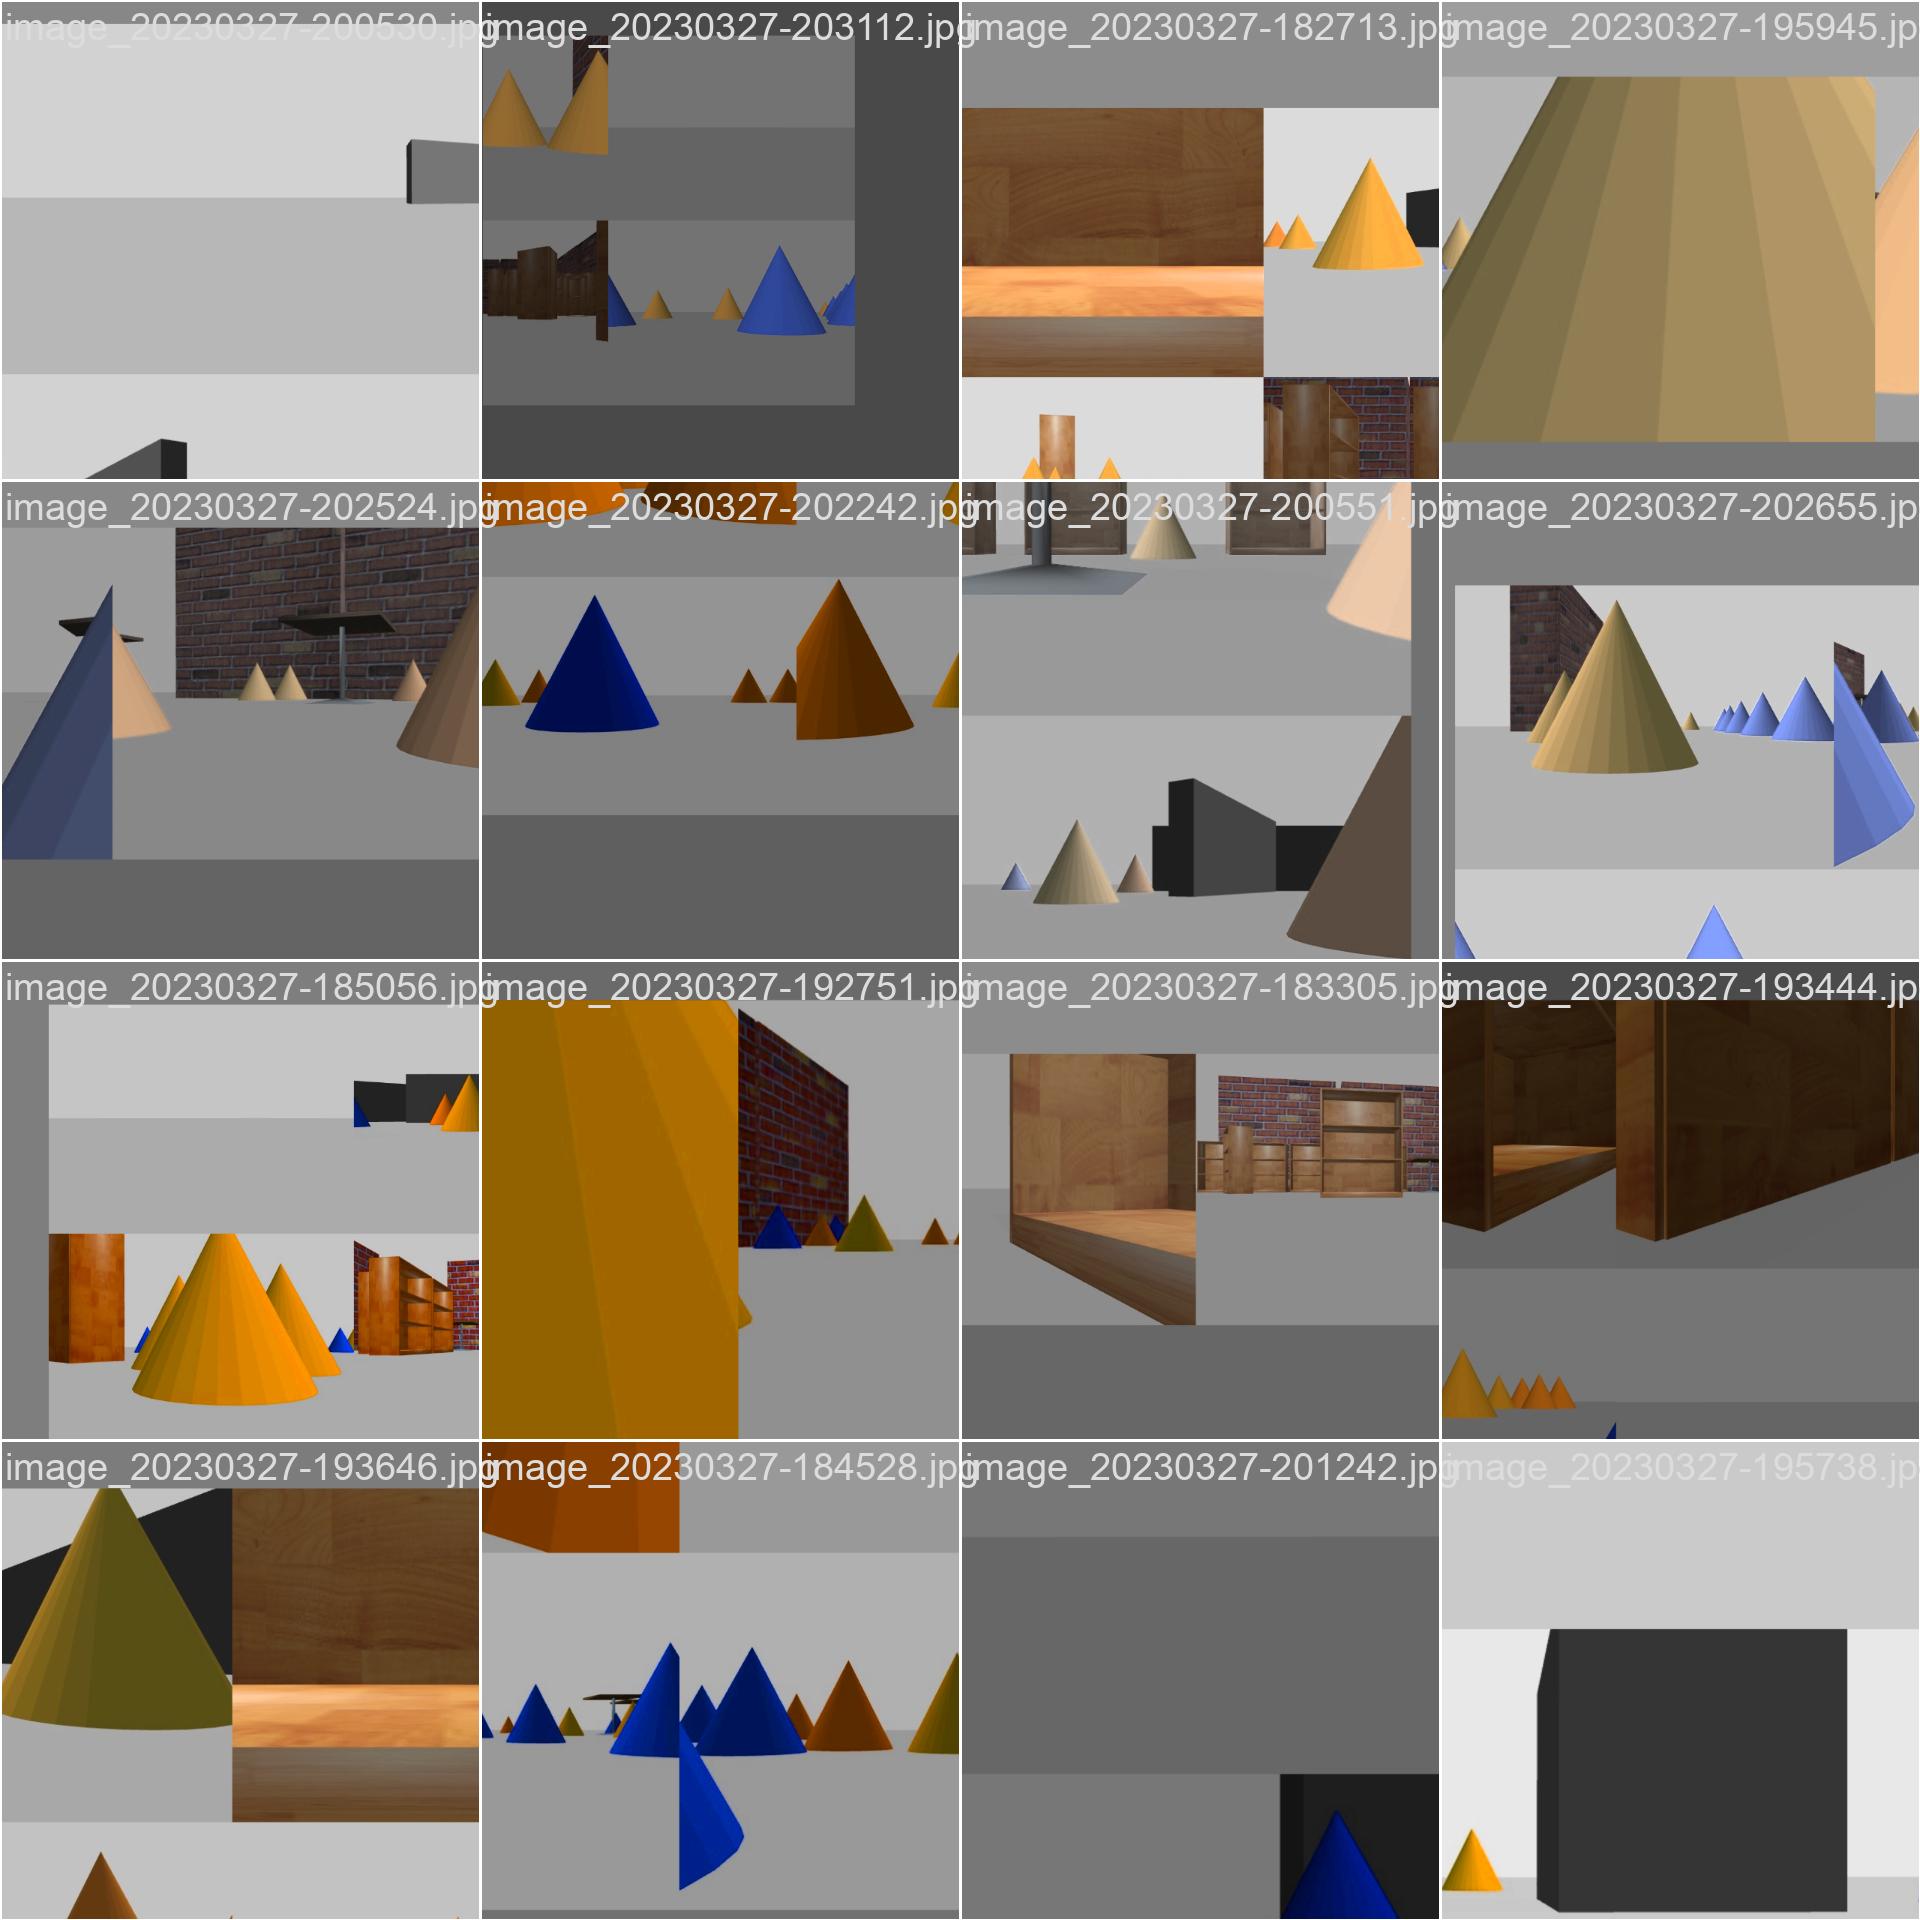 image_20230327-200530.jpg
image_20230327-203112.jpg
image_20230327-182713.jpg
image_20230327-195945.jp
image_20230327-202524.jpg
image_20230327-202242.jpg
image_20230327-200551.jpg
image_20230327-202655.jp
image_20230327-185056.jpg
image_20230327-192751.jpg
image_20230327-183305.jpg
image_20230327-193444.jp
image_20230327-193646.jpg
image_20230327-184528.jpg
image_20230327-201242.jpg
image_20230327-195738.jp